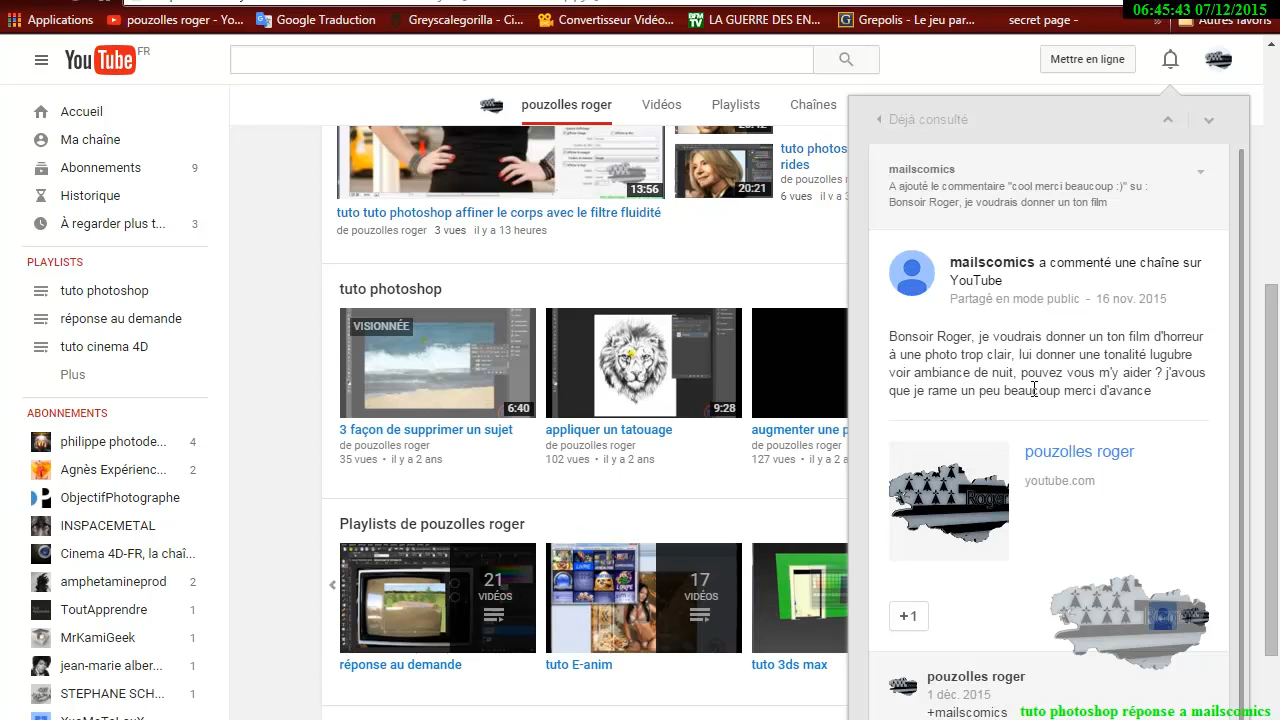 06:45:43 07/12/2015
Applications
pouzolles roger - Yo...
Google Traduction
Greyscalegorilla - Ci...
Convertisseur Vidéo...
LA GUERRE DES EN...
Grepolis - Le jeu par...
secret page -
»
Autres favoris
YouTube FR
Mettre en ligne
Accueil
Ma chaîne
Abonnements 9
Historique
À regarder plus t... 3
PLAYLISTS
tuto photoshop
réponse au demande
tuto cinema 4D
Plus
ABONNEMENTS
philippe photode... 4
Agnès Expérienc... 2
ObjectifPhotographe
INSPACEMETAL
Cinema 4D-FR, la chaî...
amphetamineprod 2
ToutApprendre 1
MrKamiGeek 1
jean-marie alber... 1
STEPHANE SCH... 1
pouzolles roger
Vidéos
Playlists
Chaînes
13:56
tuto tuto photoshop affiner le corps avec le filtre fluidité
de pouzolles roger 3 vues il y a 13 heures
20:21
tuto photos
rides
de pouzolles r
6 vues • il y a
tuto photoshop
VISIONNÉE
6:40
3 façon de supprimer un sujet
de pouzolles roger
35 vues • il y a 2 ans
9:28
appliquer un tatouage
de pouzolles roger
102 vues • il y a 2 ans
augmenter une p
de pouzolles roger
127 vues • il y a 2 a
Playlists de pouzolles roger
21
VIDÉOS
réponse au demande
17
VIDÉOS
tuto E-anim
tuto 3ds max
Déjà consulté
mailscomics
A ajouté le commentaire "cool merci beaucoup :)" su :
Bonsoir Roger, je voudrais donner un ton film
mailscomics a commenté une chaîne sur
YouTube
Partagé en mode public - 16 nov. 2015
Bonsoir Roger, je voudrais donner un ton film d'horreur
à une photo trop clair, lui donner une tonalité lugubre
voir ambiance de nuit, pouvez vous m'y aider ? j'avous
que je rame un peu beaucoup merci d'avance
Roger
pouzolles roger
youtube.com
+1
pouzolles roger
1 déc. 2015
+mailscomics
tuto photoshop réponse a mailscomics